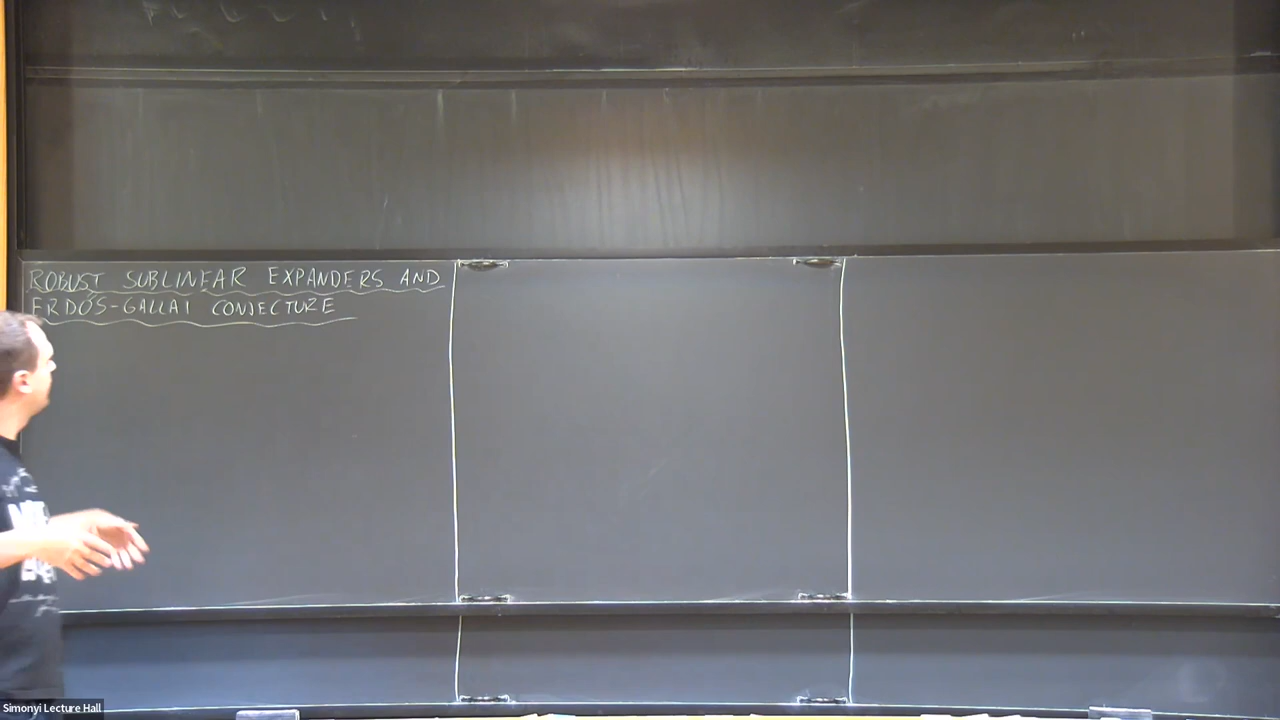 ROBUST SUBLINEAR EXPANDERS AND
ERDŐS-GALLAI CONJECTURE
Simonyi Lecture Hall